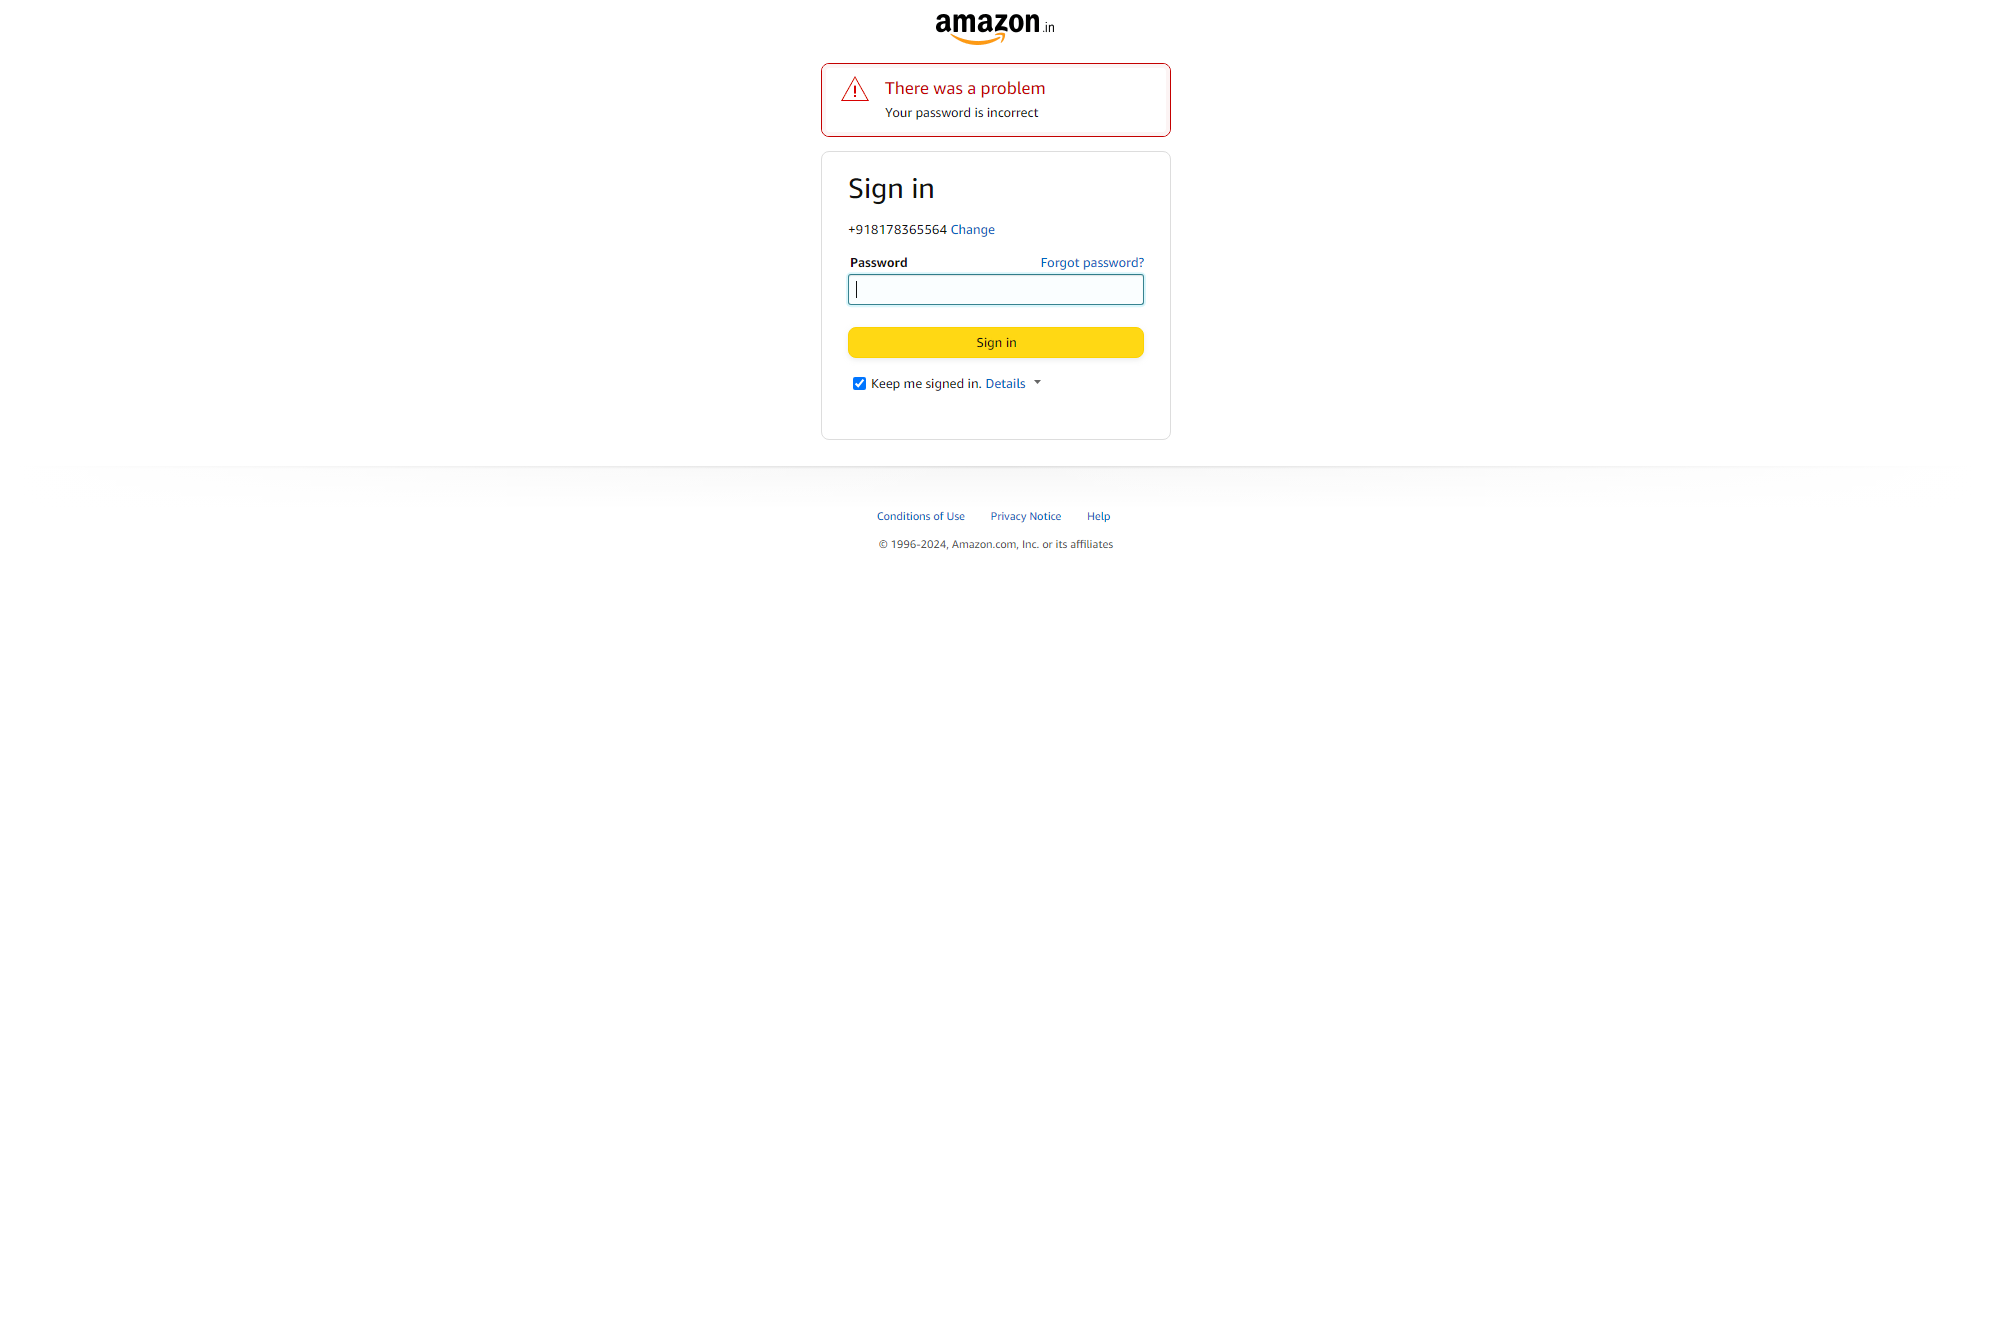 amazon.in
There was a problem
Your password is incorrect
Sign in
+918178365564 Change
Password Forgot password?
Sign in
Keep me signed in. Details
Conditions of Use Privacy Notice Help
© 1996-2024, Amazon.com, Inc. or its affiliates